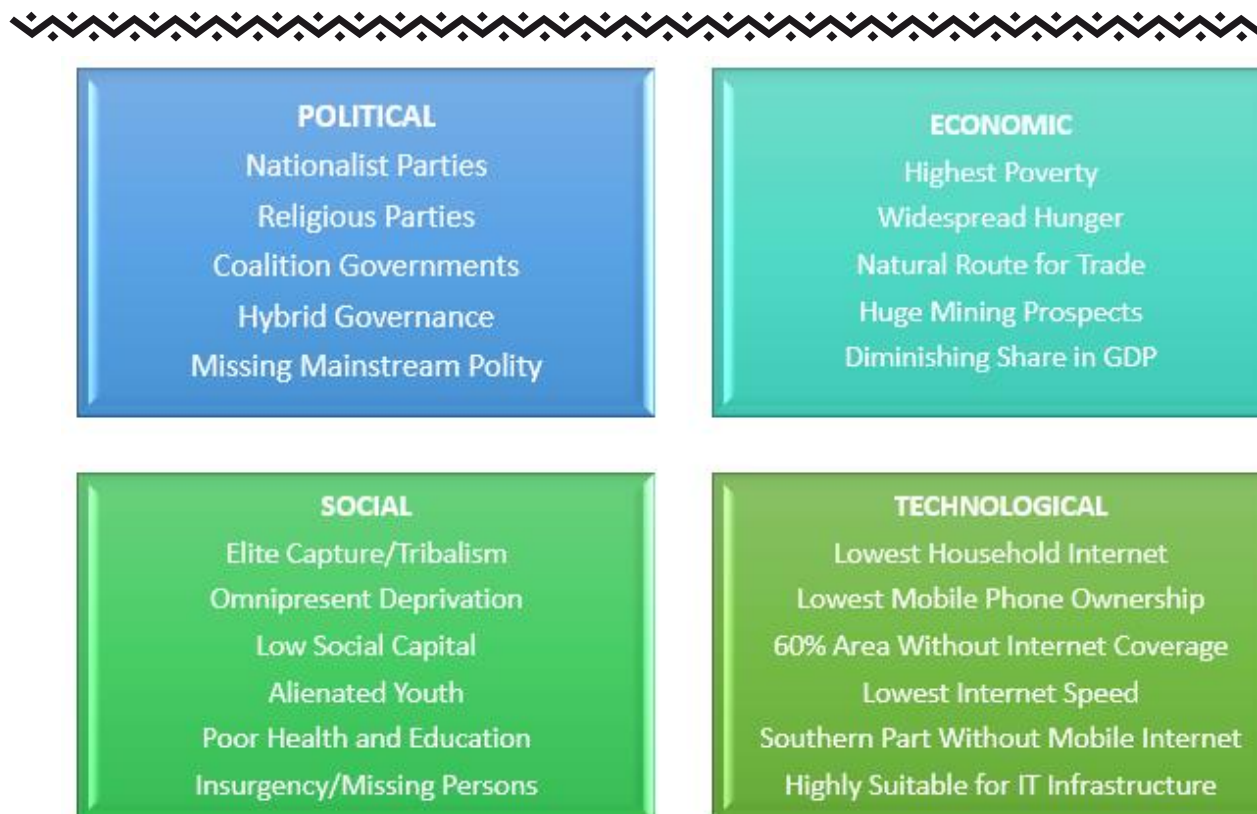 POLITICAL
Nationalist Parties
Religious Parties
Coalition Governments
Hybrid Governance
Missing Mainstream Polity
ECONOMIC
Highest Poverty
Widespread Hunger
Natural Route for Trade
Huge Mining Prospects
Diminishing Share in GDP
SOCIAL
Elite Capture/Tribalism
Omnipresent Deprivation
Low Social Capital
Alienated Youth
Poor Health and Education
Insurgency/Missing Persons
TECHNOLOGICAL
Lowest Household Internet
Lowest Mobile Phone Ownership
60% Area Without Internet Coverage
Lowest Internet Speed
Southern Part Without Mobile Internet
Highly Suitable for IT Infrastructure